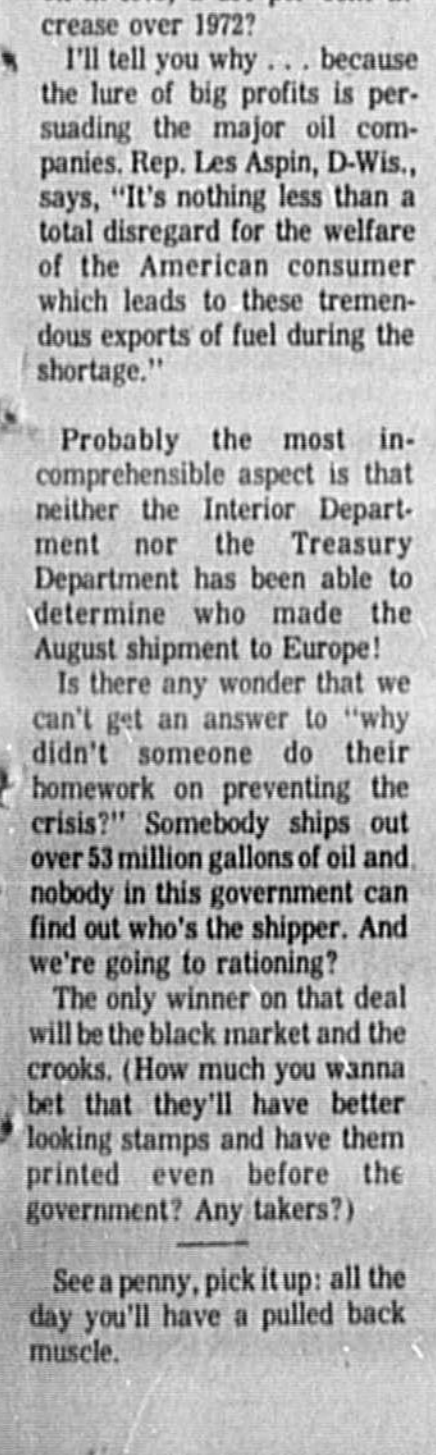 crease over 1972?
I'll tell you why . . . because
the lure of big profits is per-
suading the major oil com-
panies. Rep. Les Aspin, D-Wis.,
says, "It's nothing less than a
total disregard for the welfare
of the American consumer
which leads to these tremen-
dous exports of fuel during the
shortage."
Probably the most in-
comprehensible aspect is that
neither the Interior Depart-
ment nor the Treasury
Department has been able to
determine who made the
August shipment to Europe!
Is there any wonder that we
can't get an answer to "why
didn't someone do their
homework on preventing the
crisis?" Somebody ships out
over 53 million gallons of oil and
nobody in this government can
find out who's the shipper. And
we're going to rationing?
The only winner on that deal
will be the black market and the
crooks. (How much you wanna
bet that they'll have better
looking stamps and have them
printed even before the
government? Any takers?)
See a penny, pick it up: all the
day you'll have a pulled back
muscle.